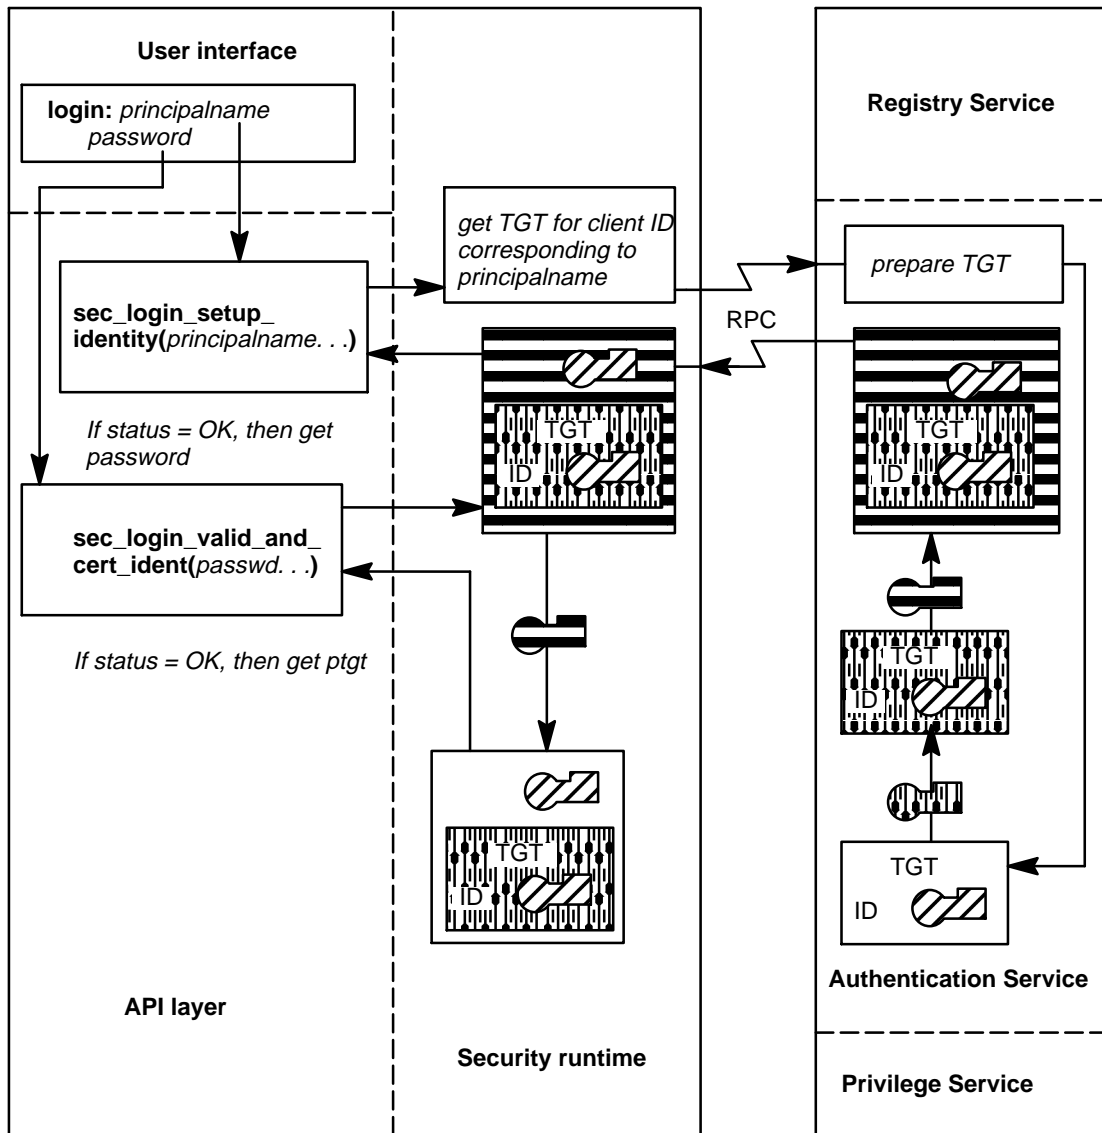 User interface
login: principalname
password
Registry Service
get TGT for client ID
corresponding to
principalname
prepare TGT
sec_login_setup_
identity(principalname. . .)
RPC
If status = OK, then get
password
TGT
ID
TGT
ID
sec_login_valid_and_
cert_ident(passwd. . .)
If status = OK, then get ptgt
TGT
ID
TGT
ID
TGT
ID
Authentication Service
API layer
Security runtime
Privilege Service